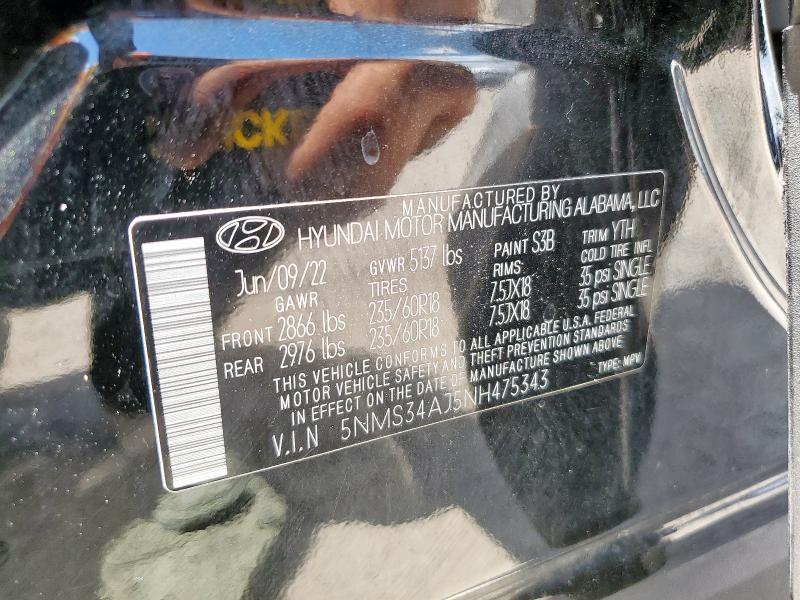 CK
MANUFACTURED BY
HYUNDAI MOTOR MANUFACTURING ALABAMA, LLC
Jun/09/22 GVWR 5137 lbs PAINT S3B TRIM YTH
GAWR TIRES RIMS COLD TIRE INFL
FRONT 2866 lbs 235/60R18 7.5JX18 35 psi SINGLE
REAR 2976 lbs 235/60R18 7.5JX18 35 psi SINGLE
THIS VEHICLE CONFORMS TO ALL APPLICABLE U.S.A. FEDERAL
MOTOR VEHICLE SAFETY AND THEFT PREVENTION STANDARDS
IN EFFECT ON THE DATE OF MANUFACTURE SHOWN ABOVE
V.I.N 5NMS34AJ5NH475343 TYPE: MPV